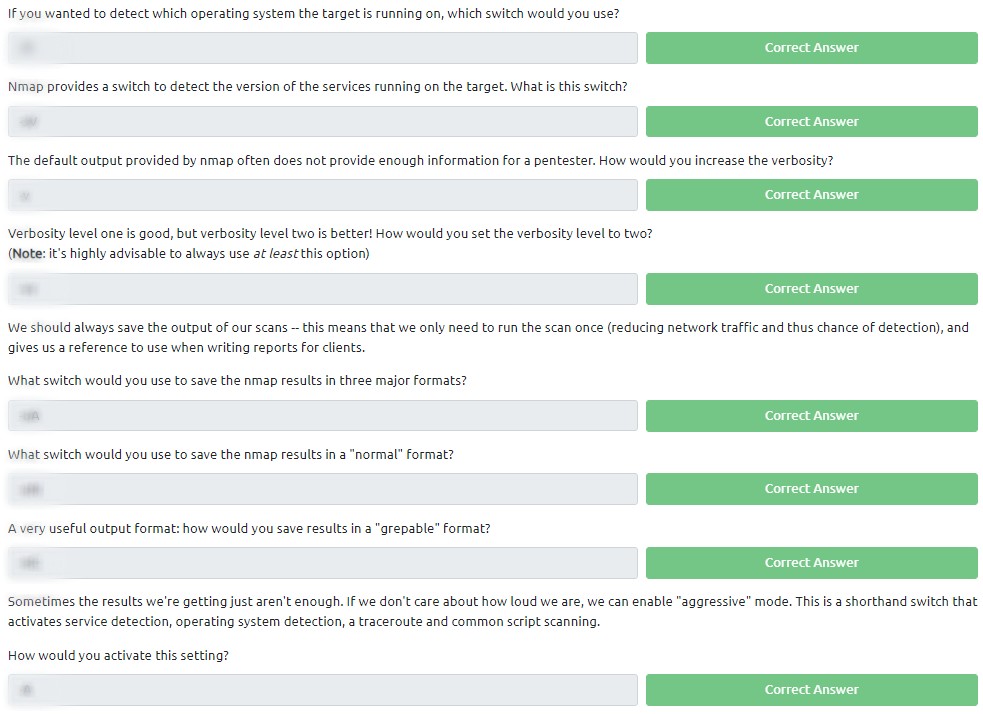 If you wanted to detect which operating system the target is running on, which switch would you use?
Correct Answer
Nmap provides a switch to detect the version of the services running on the target. What is this switch?
Correct Answer
The default output provided by nmap often does not provide enough information for a pentester. How would you increase the verbosity?
Correct Answer
Verbosity level one is good, but verbosity level two is better! How would you set the verbosity level to two?
(Note: it's highly advisable to always use at least this option)
Correct Answer
We should always save the output of our scans -- this means that we only need to run the scan once (reducing network traffic and thus chance of detection), and
gives us a reference to use when writing reports for clients.
What switch would you use to save the nmap results in three major formats?
Correct Answer
What switch would you use to save the nmap results in a "normal" format?
Correct Answer
A very useful output format: how would you save results in a "grepable" format?
Correct Answer
Sometimes the results we're getting just aren't enough. If we don't care about how loud we are, we can enable "aggressive" mode. This is a shorthand switch that
activates service detection, operating system detection, a traceroute and common script scanning.
How would you activate this setting?
Correct Answer